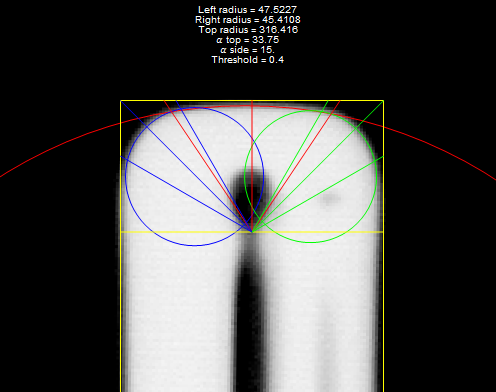 Left radius = 47.5227
Right radius = 45.4108
Top radius = 316.416
α top = 33.75
α side = 15.
Threshold = 0.4